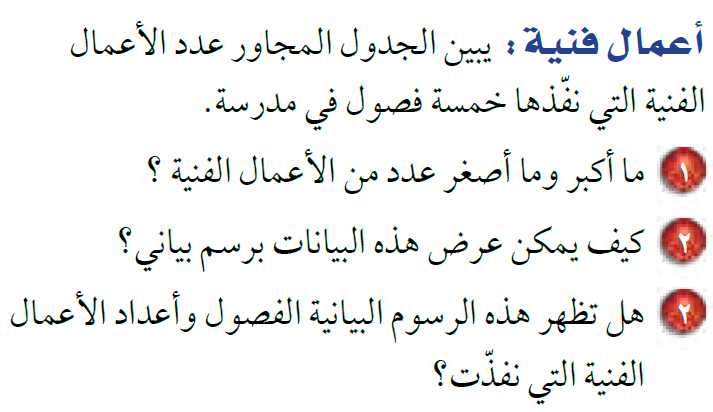 أعمال فنية : يبين الجدول المجاور عدد الأعمال
الفنية التي نفّذها خمسة فصول في مدرسة.
١ ما أكبر وما أصغر عدد من الأعمال الفنية ؟
٢ كيف يمكن عرض هذه البيانات برسم بياني؟
٢ هل تظهر هذه الرسوم البيانية الفصول وأعداد الأعمال
الفنية التي نفذّت؟